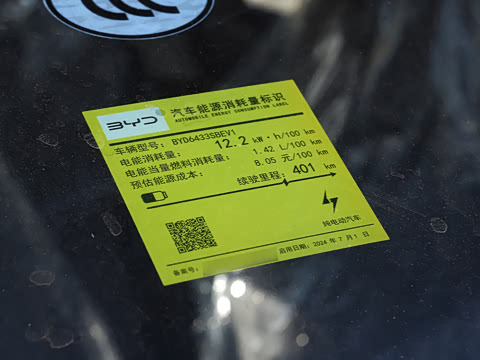 CCC
BYD
汽车能源消耗量标识
AUTOMOBILE ENERGY CONSUMPTION LABEL
车辆型号: BYD6433SBEV1
电能消耗量: 12.2 kW·h/100 km
电能当量燃料消耗量: 1.42 L/100 km
预估能源成本: 8.05 元/100 km
续驶里程: 401 km
纯电动汽车
备案号:
启用日期: 2024 年 7 月 1 日